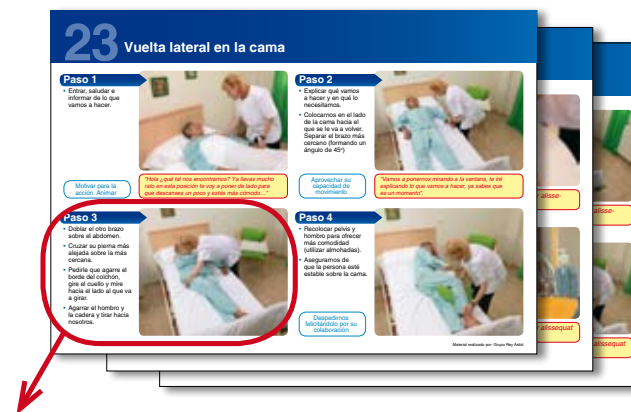 23 Vuelta lateral en la cama
Paso 1
• Entrar, saludar e
informar de lo que
vamos a hacer.
Motivar para la
acción. Animar
"Hola ¿qué tal nos encontramos? Ya llevas mucho
rato en esta posición te voy a poner de lado para
que descanses un poco y estés más cómodo..."
Paso 2
• Explicar qué vamos
a hacer y en qué lo
necesitamos.
• Colocarnos en el lado
de la cama hacia el
que se le va a volver.
Separar el brazo más
cercano (formando un
ángulo de 45º)
Aprovechar su
capacidad de
movimiento
"Vamos a ponernos mirando a la ventana, te iré
explicando lo que vamos a hacer, ya sabes que
es un momento".
Paso 3
• Doblar el otro brazo
sobre el abdomen.
• Cruzar su pierna más
alejada sobre la más
cercana.
• Pedirle que agarre el
borde del colchón,
gire el cuello y mire
hacia el lado al que va
a girar.
• Agarrar el hombro y
la cadera y tirar hacia
nosotros.
Paso 4
• Recolocar pelvis y
hombro para ofrecer
más comodidad
(utilizar almohadas).
• Asegurarnos de
que la persona esté
estable sobre la cama.
Despedirnos
felicitándolo por su
colaboración
Material realizado por: Grupo Rey Ardid
alisse-
alisse-
alissequat
alissequat